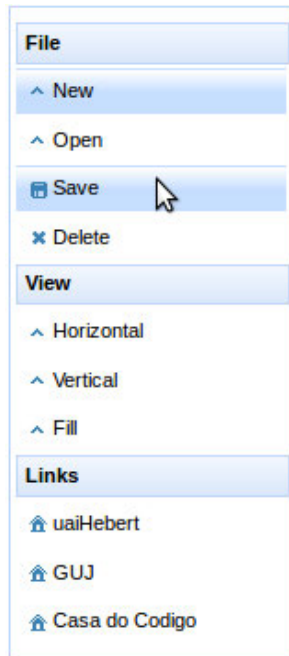 File
New
Open
Save
Delete
View
Horizontal
Vertical
Fill
Links
uaiHebert
GUJ
Casa do Codigo